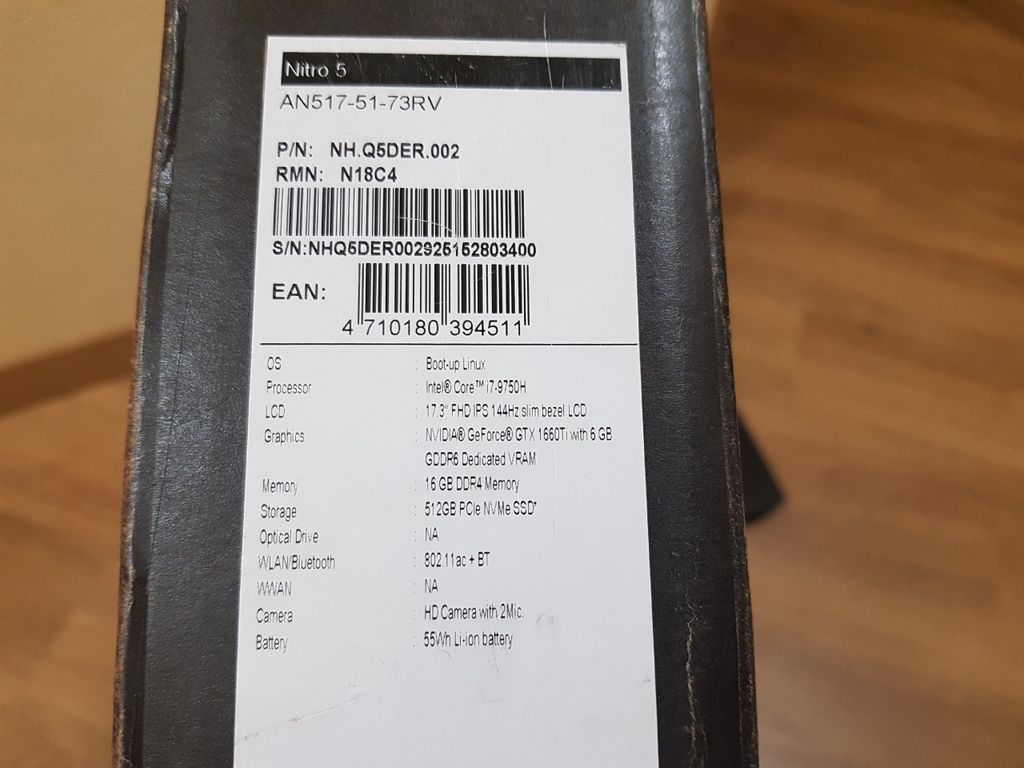 Nitro 5
AN517-51-73RV
P/N: NH.Q5DER.002
RMN: N18C4
S/N:NHQ5DER002925152803400
EAN:
4 710180 394511
OS : Boot-up Linux
Processor : Intel® Core™ i7-9750H
LCD : 17.3" FHD IPS 144Hz slim bezel LCD
Graphics : NVIDIA® GeForce® GTX 1660Ti with 6 GB
GDDR6 Dedicated VRAM
Memory : 16 GB DDR4 Memory
Storage : 512GB PCIe NVMe SSD*
Optical Drive : NA
WLAN/Bluetooth : 802.11ac + BT
WWAN : NA
Camera : HD Camera with 2Mic.
Battery : 55Wh Li-ion battery